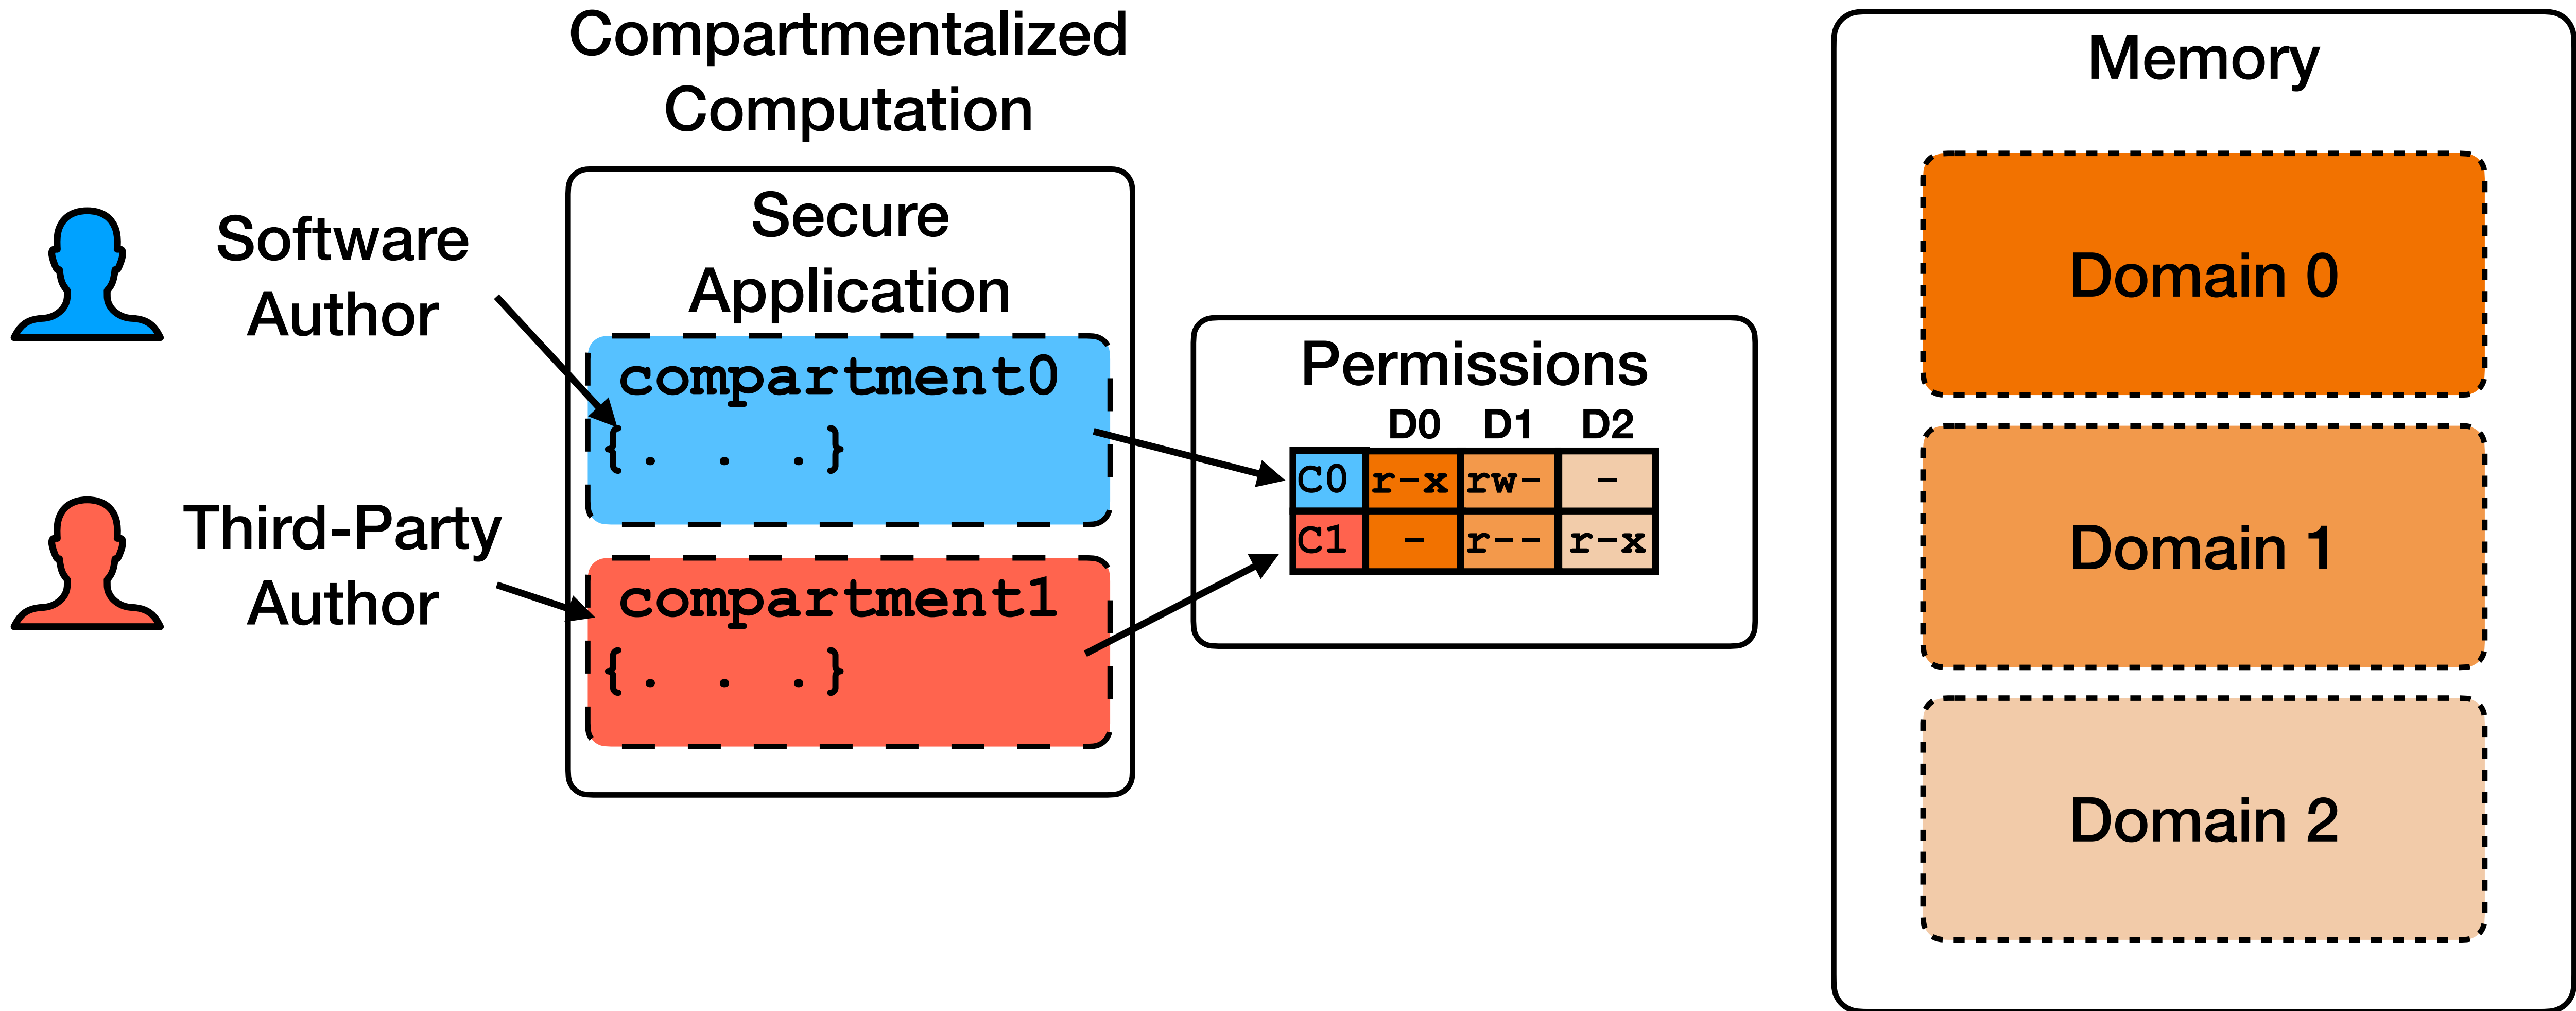 Compartmentalized
Computation
Software
Author
Third-Party
Author
Secure
Application
compartment0
{. . .}
compartment1
{. . .}
Permissions
D0 D1 D2
C0 r-x rw- -
C1 - r-- r-x
Memory
Domain 0
Domain 1
Domain 2